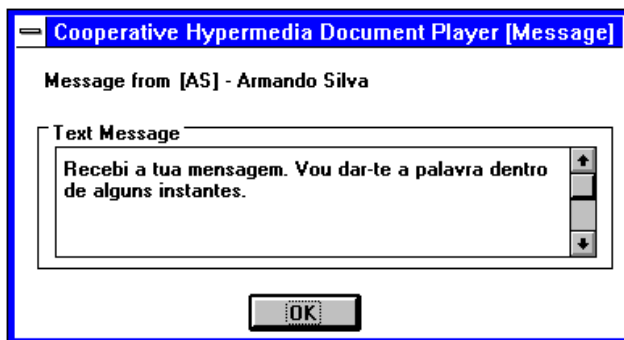 Cooperative Hypermedia Document Player [Message]
Message from [AS] - Armando Silva
Text Message
Recebi a tua mensagem. Vou dar-te a palavra dentro
de alguns instantes.
OK